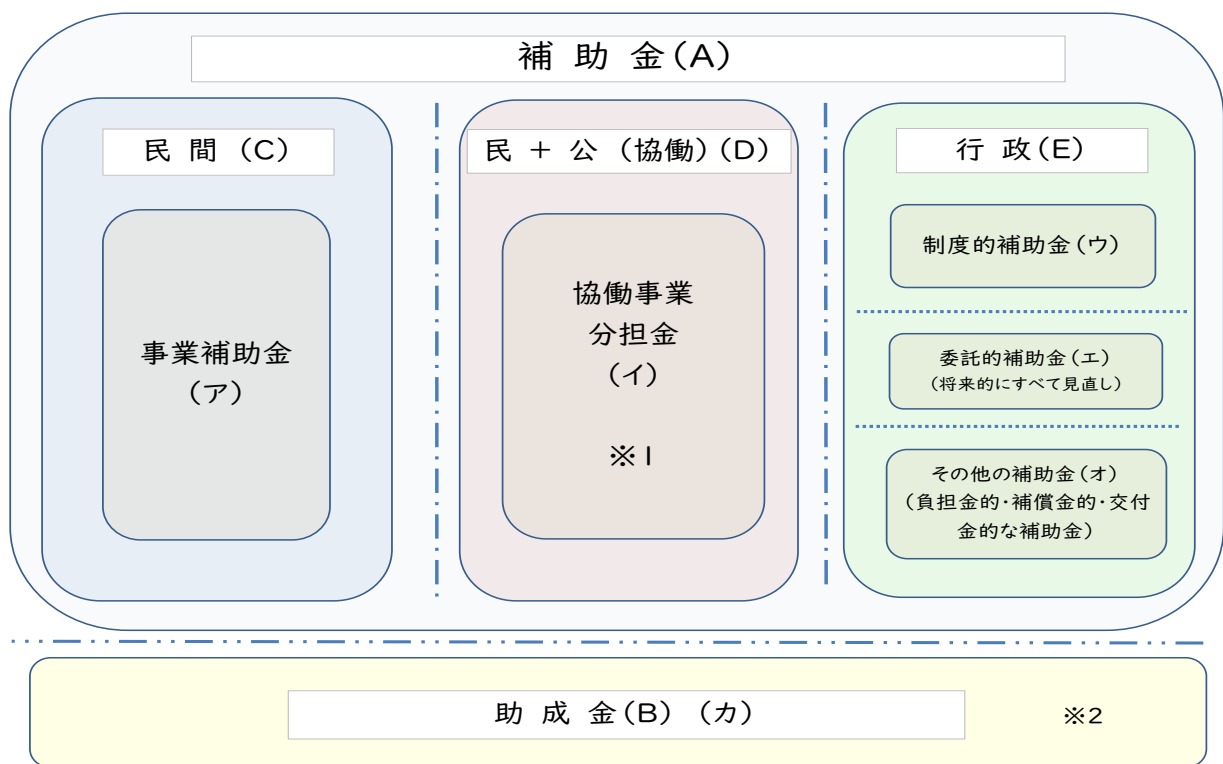 補 助 金(A)
民 間 (C)
事業補助金
(ア)
民 + 公 (協働)(D)
協働事業
分担金
(イ)
※1
行 政(E)
制度的補助金(ウ)
委託的補助金(エ)
(将来的にすべて見直し)
その他の補助金(オ)
(負担金的・補償金的・交付
金的な補助金)
助 成 金(B) (カ)
※2